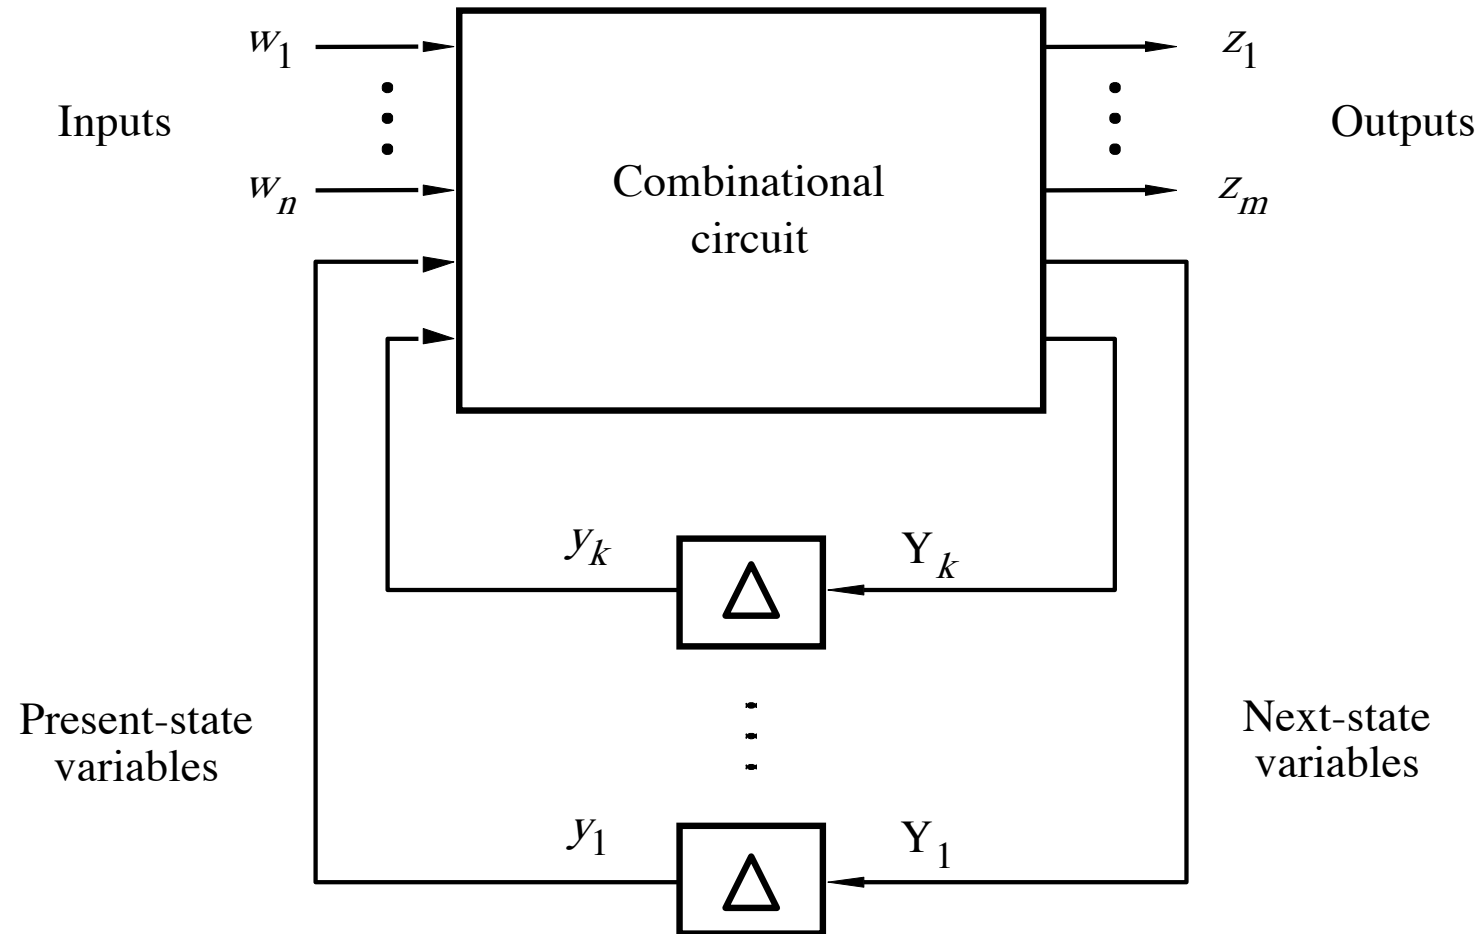 w1
z1
Inputs
Outputs
Combinational
circuit
wn
zm
yk
Δ
Yk
Present-state
variables
Next-state
variables
y1
Δ
Y1